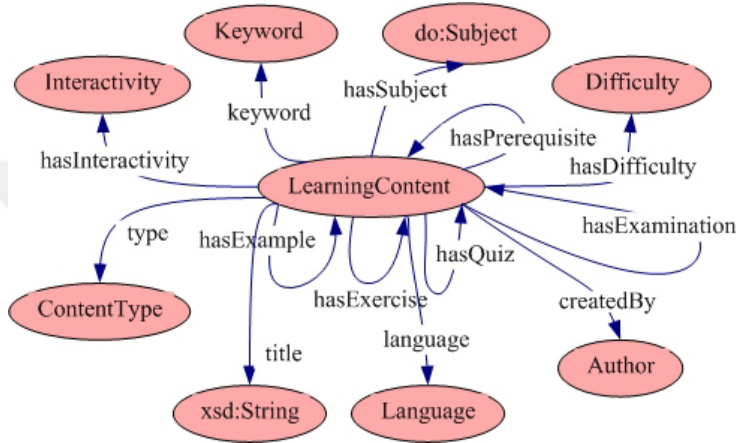 Keyword
do:Subject
Interactivity
Difficulty
hasSubject
keyword
hasPrerequisite
hasInteractivity
hasDifficulty
LearningContent
type
hasExample
hasExamination
hasQuiz
ContentType
hasExercise
createdBy
title
language
Author
xsd:String
Language